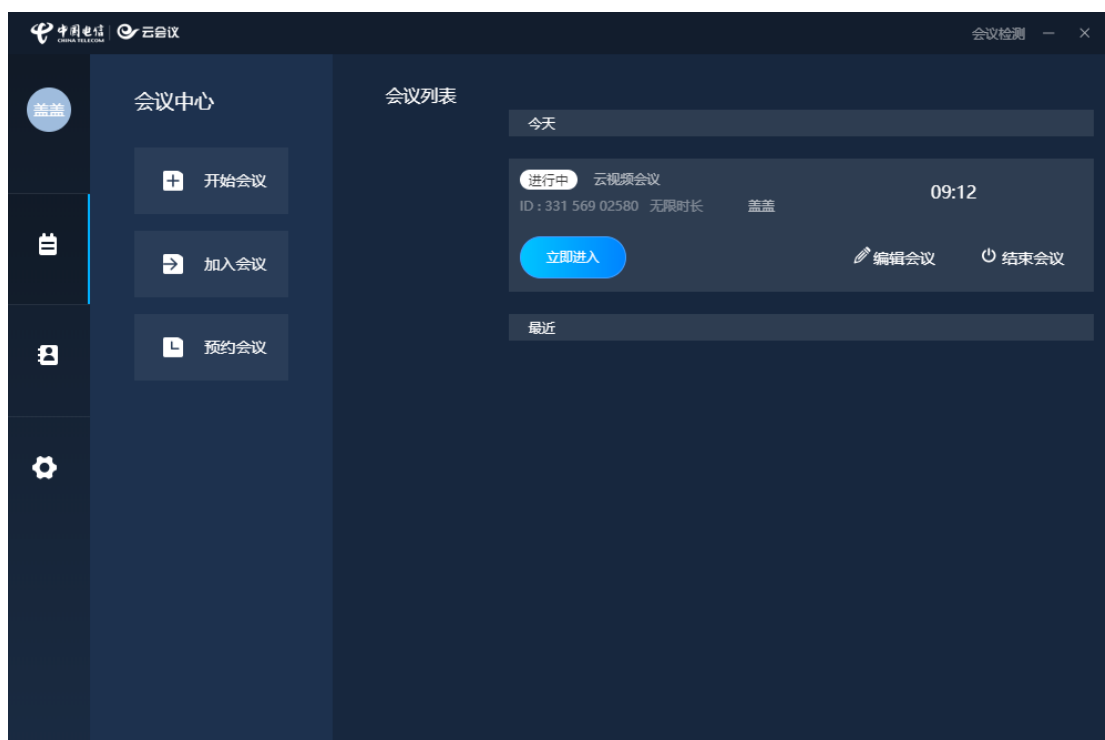 中国电信 云会议
CHINA TELECOM
会议检测
盖盖
会议中心
开始会议
加入会议
预约会议
会议列表
今天
进行中 云视频会议
ID : 331 569 02580 无限时长 盖盖
09:12
立即进入 编辑会议 结束会议
最近